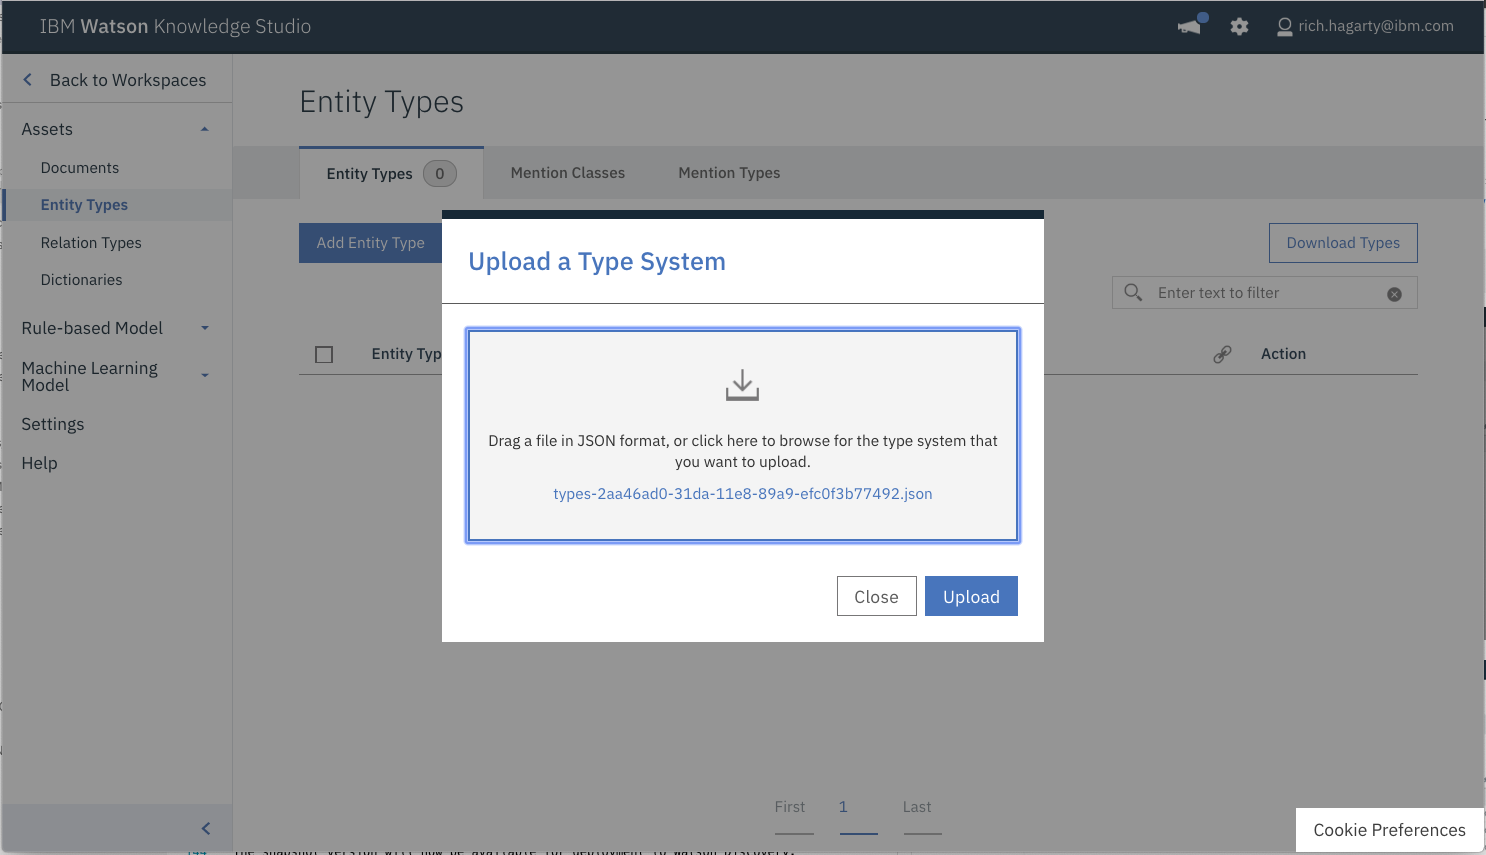 IBM Watson Knowledge Studio
rich.hagarty@ibm.com
Back to Workspaces
Assets
Documents
Entity Types
Relation Types
Dictionaries
Rule-based Model
Machine Learning
Model
Settings
Help
Entity Types
Entity Types 0
Mention Classes
Mention Types
Add Entity Type
Download Types
Enter text to filter
Entity Typ
Action
Upload a Type System
Drag a file in JSON format, or click here to browse for the type system that
you want to upload.
types-2aa46ad0-31da-11e8-89a9-efc0f3b77492.json
Close
Upload
First
1
Last
Cookie Preferences